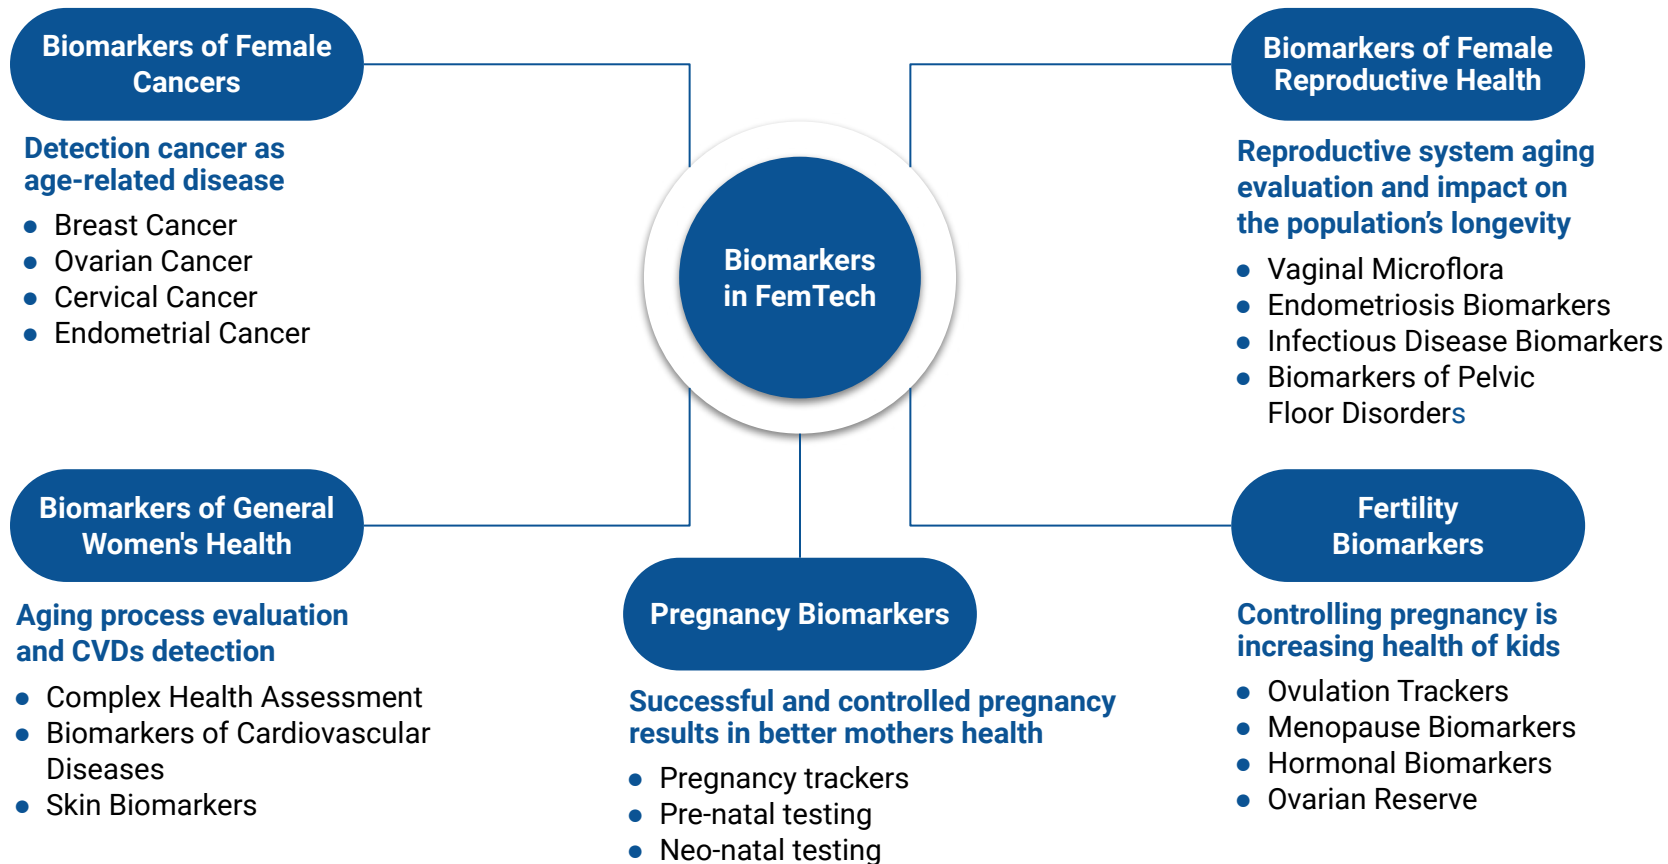 Biomarkers of Female
Cancers
Detection cancer as
age-related disease
● Breast Cancer
● Ovarian Cancer
● Cervical Cancer
● Endometrial Cancer
Biomarkers of Female
Reproductive Health
Reproductive system aging
evaluation and impact on
the population’s longevity
● Vaginal Microflora
● Endometriosis Biomarkers
● Infectious Disease Biomarkers
● Biomarkers of Pelvic
Floor Disorders
Biomarkers
in FemTech
Biomarkers of General
Women's Health
Aging process evaluation
and CVDs detection
● Complex Health Assessment
● Biomarkers of Cardiovascular
Diseases
● Skin Biomarkers
Pregnancy Biomarkers
Successful and controlled pregnancy
results in better mothers health
● Pregnancy trackers
● Pre-natal testing
● Neo-natal testing
Fertility
Biomarkers
Controlling pregnancy is
increasing health of kids
● Ovulation Trackers
● Menopause Biomarkers
● Hormonal Biomarkers
● Ovarian Reserve